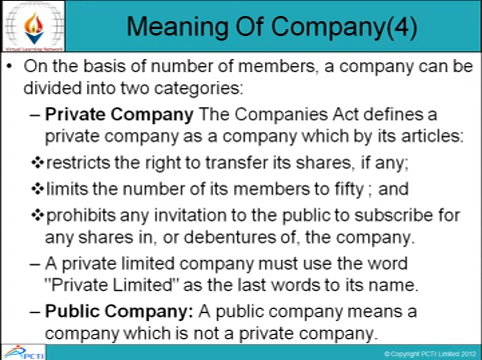 Virtual Learning Network
Meaning Of Company(4)
• On the basis of number of members, a company can be
divided into two categories:
– Private Company The Companies Act defines a
private company as a company which by its articles:
❖restricts the right to transfer its shares, if any;
❖limits the number of its members to fifty ; and
❖prohibits any invitation to the public to subscribe for
any shares in, or debentures of, the company.
– A private limited company must use the word
"Private Limited" as the last words to its name.
– Public Company: A public company means a
company which is not a private company.
PCTI
© Copyright PCTI Limited 2012